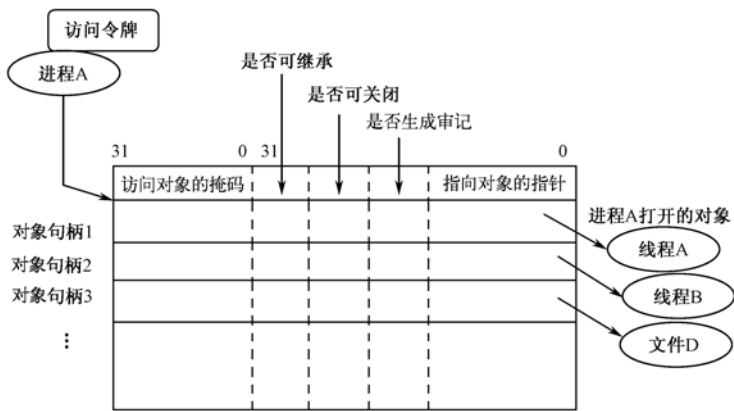 访问令牌
进程A
是否可继承
是否可关闭
是否生成审记
31 0 31 0
访问对象的掩码 指向对象的指针
进程A打开的对象
对象句柄1
线程A
对象句柄2
线程B
对象句柄3
文件D
⋮